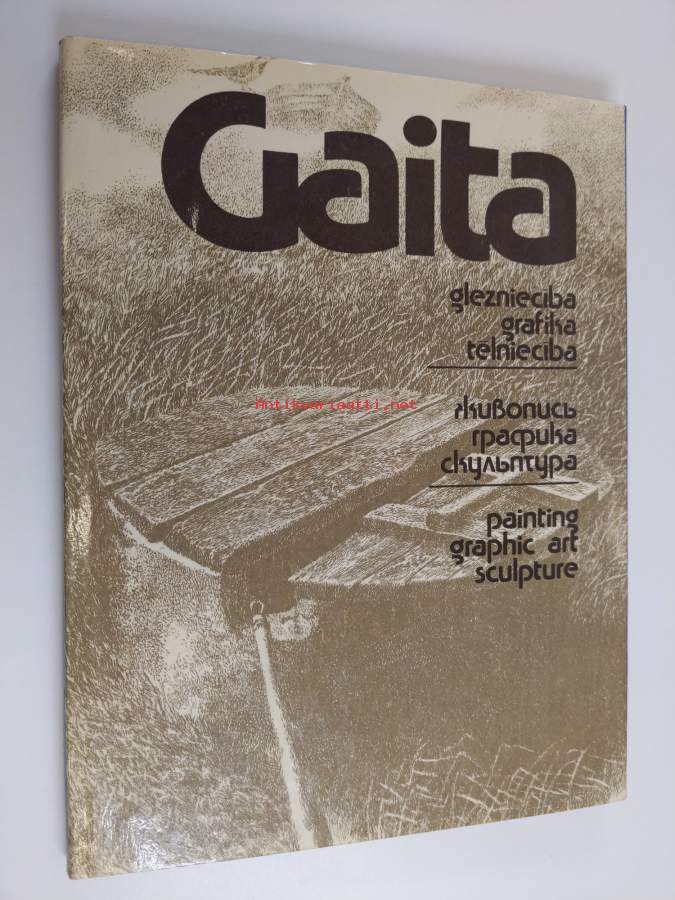 Gaita
glezniecība
grafika
tēlniecība
Antikvariaatti.net
живопись
графика
скульптура
painting
graphic art
sculpture